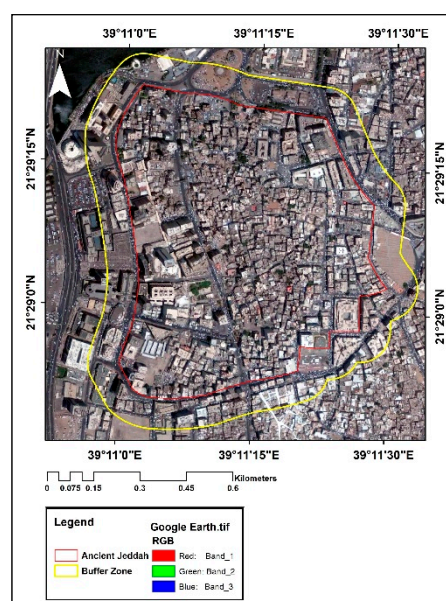 39°11'0"E 39°11'15"E 39°11'30"E
N
21°29'15"N 21°29'15"N
21°29'0"N 21°29'0"N
39°11'0"E 39°11'15"E 39°11'30"E
Kilometers
0 0.075 0.15 0.3 0.45 0.6
Legend
Ancient Jeddah
Buffer Zone
Google Earth.tif
RGB
Red: Band_1
Green: Band_2
Blue: Band_3